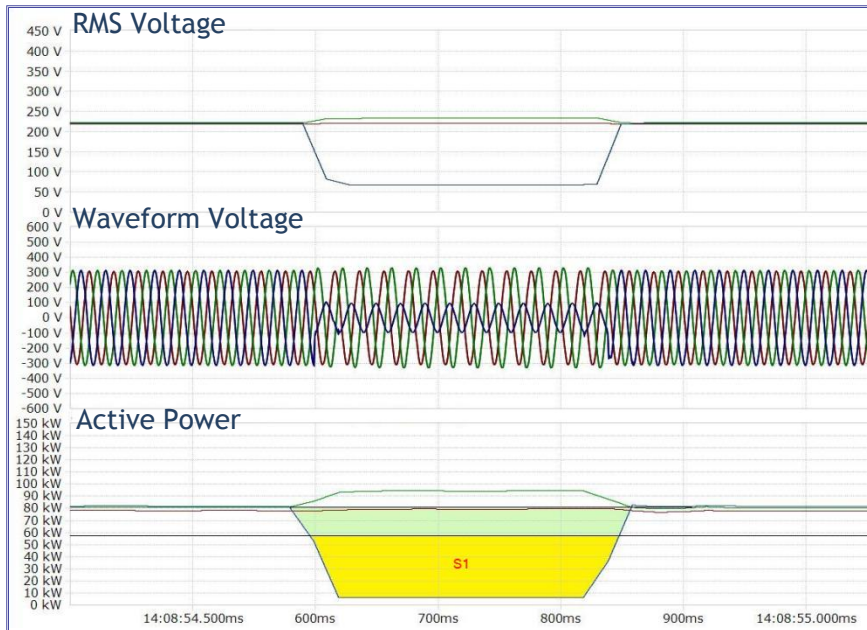 RMS Voltage
450 V
400 V
350 V
300 V
250 V
200 V
150 V
100 V
50 V
0 V
Waveform Voltage
600 V
500 V
400 V
300 V
200 V
100 V
0 V
-100 V
-200 V
-300 V
-400 V
-500 V
-600 V
Active Power
150 kW
140 kW
130 kW
120 kW
110 kW
100 kW
90 kW
80 kW
70 kW
60 kW
50 kW
40 kW
30 kW
20 kW
10 kW
0 kW
S1
14:08:54.500ms 600ms 700ms 800ms 900ms 14:08:55.000ms